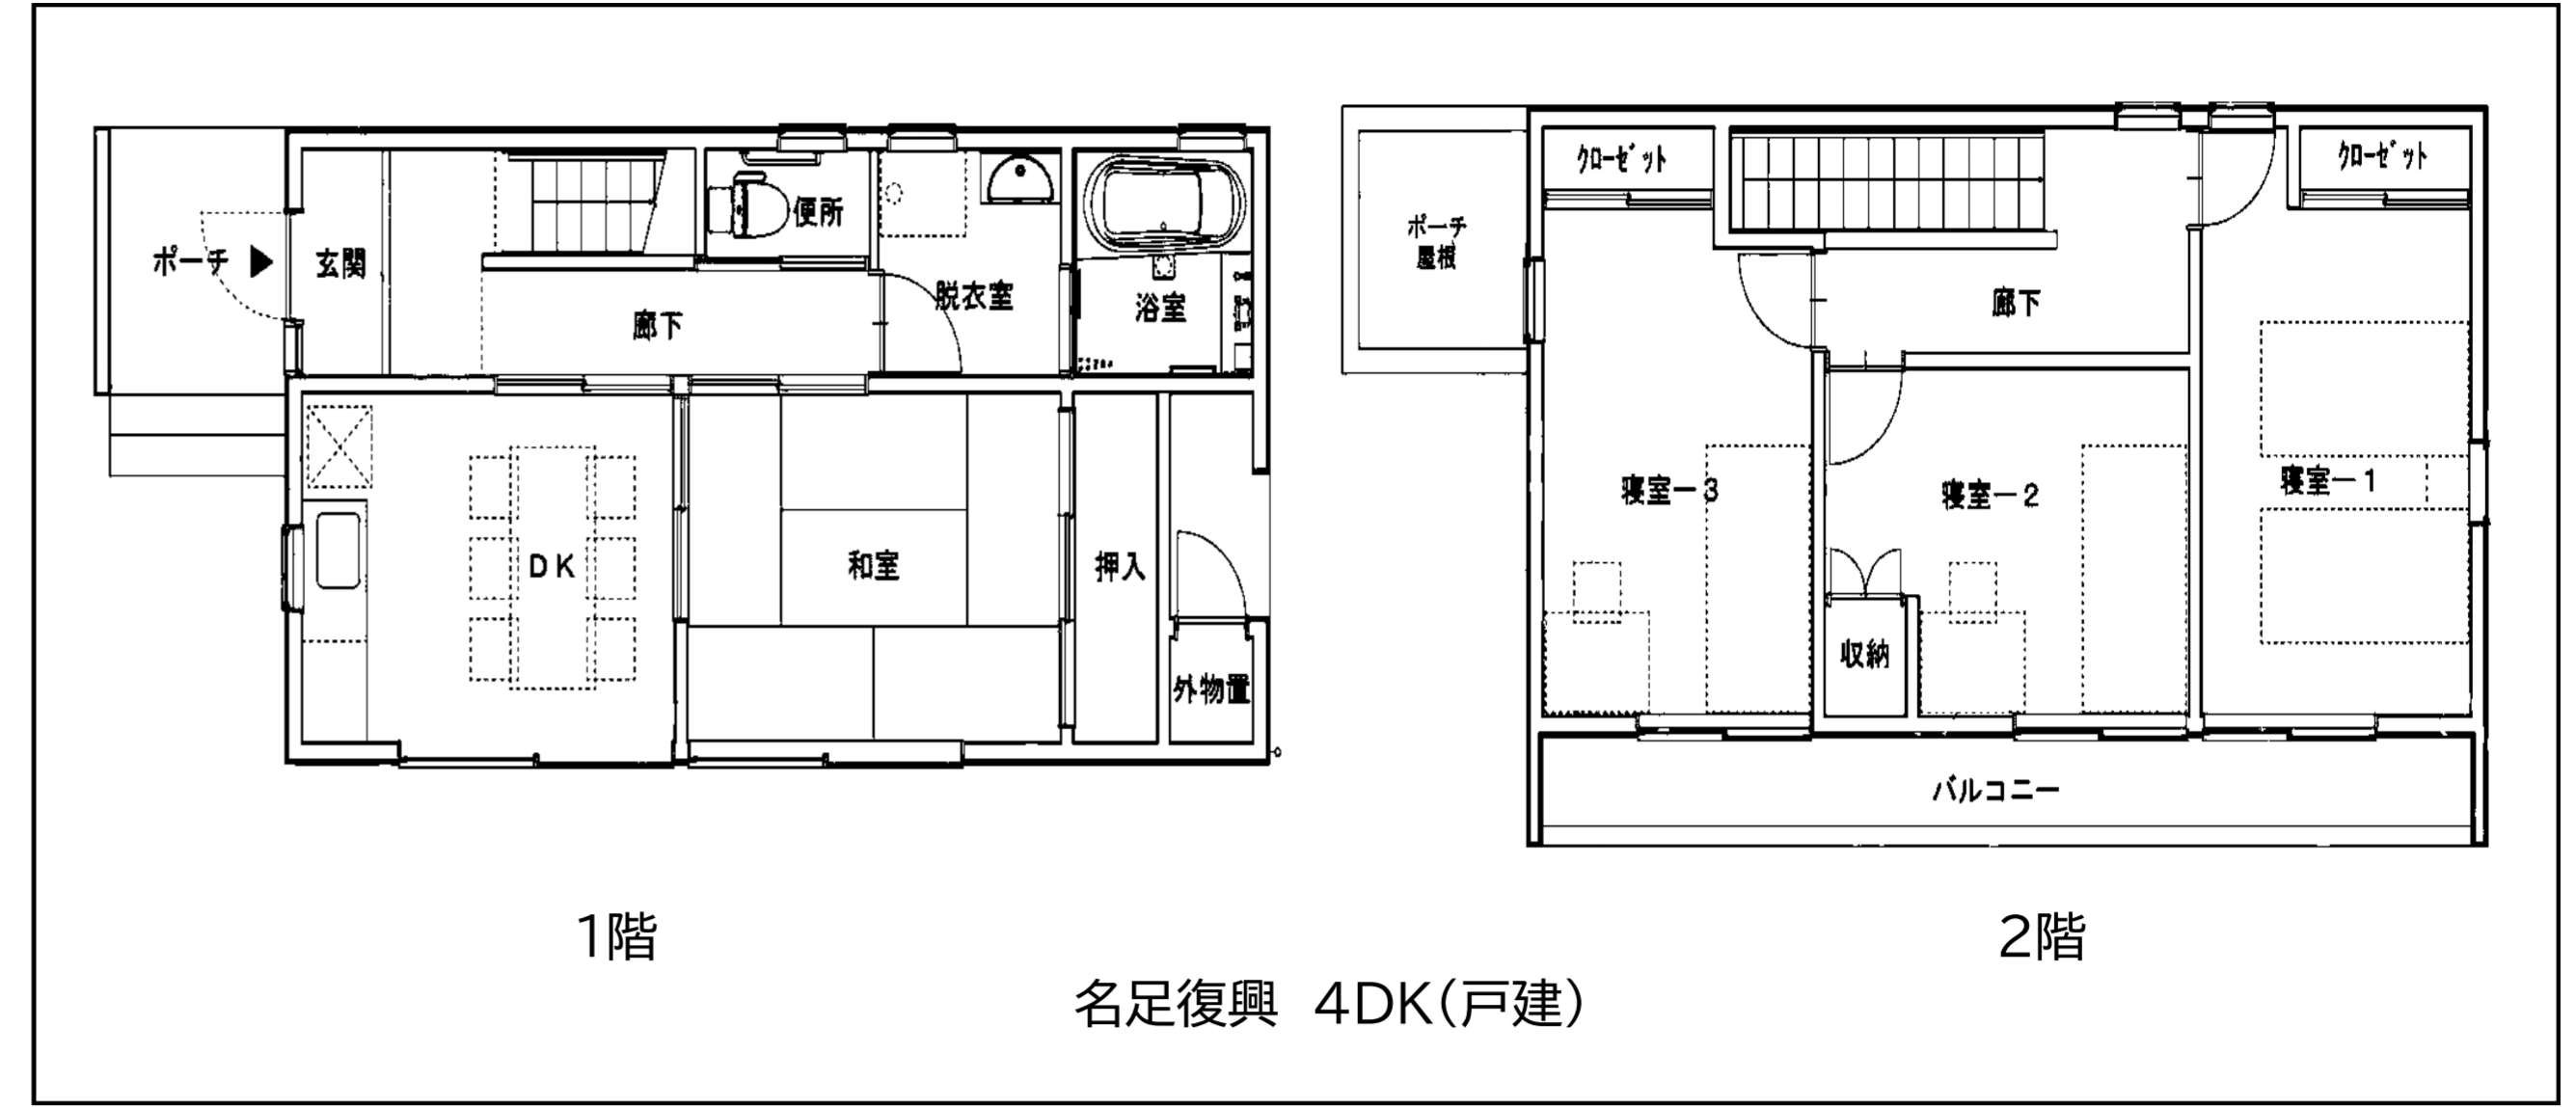 ポーチ
玄関
廊下
便所
脱衣室
浴室
DK
和室
押入
外物置
クローゼット
クローゼット
ポーチ
屋根
廊下
寝室－3
寝室－2
寝室－1
収納
バルコニー
1階
2階
名足復興 4DK(戸建)